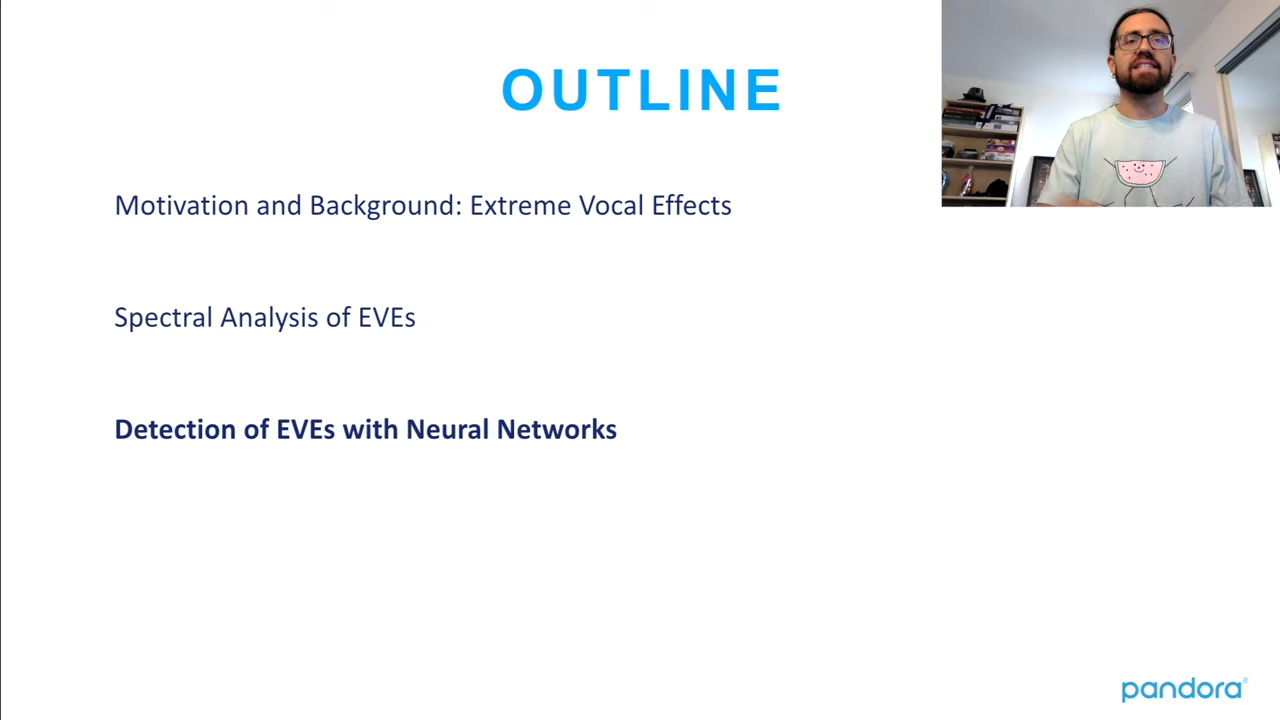 OUTLINE
Motivation and Background: Extreme Vocal Effects
Spectral Analysis of EVEs
Detection of EVEs with Neural Networks
pandora®